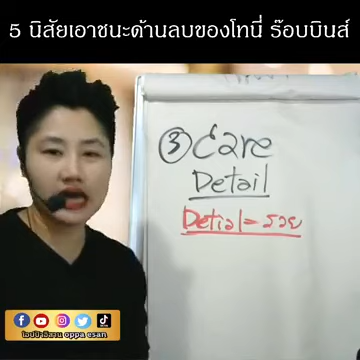 5 นิสัยเอาชนะด้านลบของโทนี่ ร๊อบบินส์
③ Care
Detail
Detial = รวย
โอปป้าอีสาน oppa esan